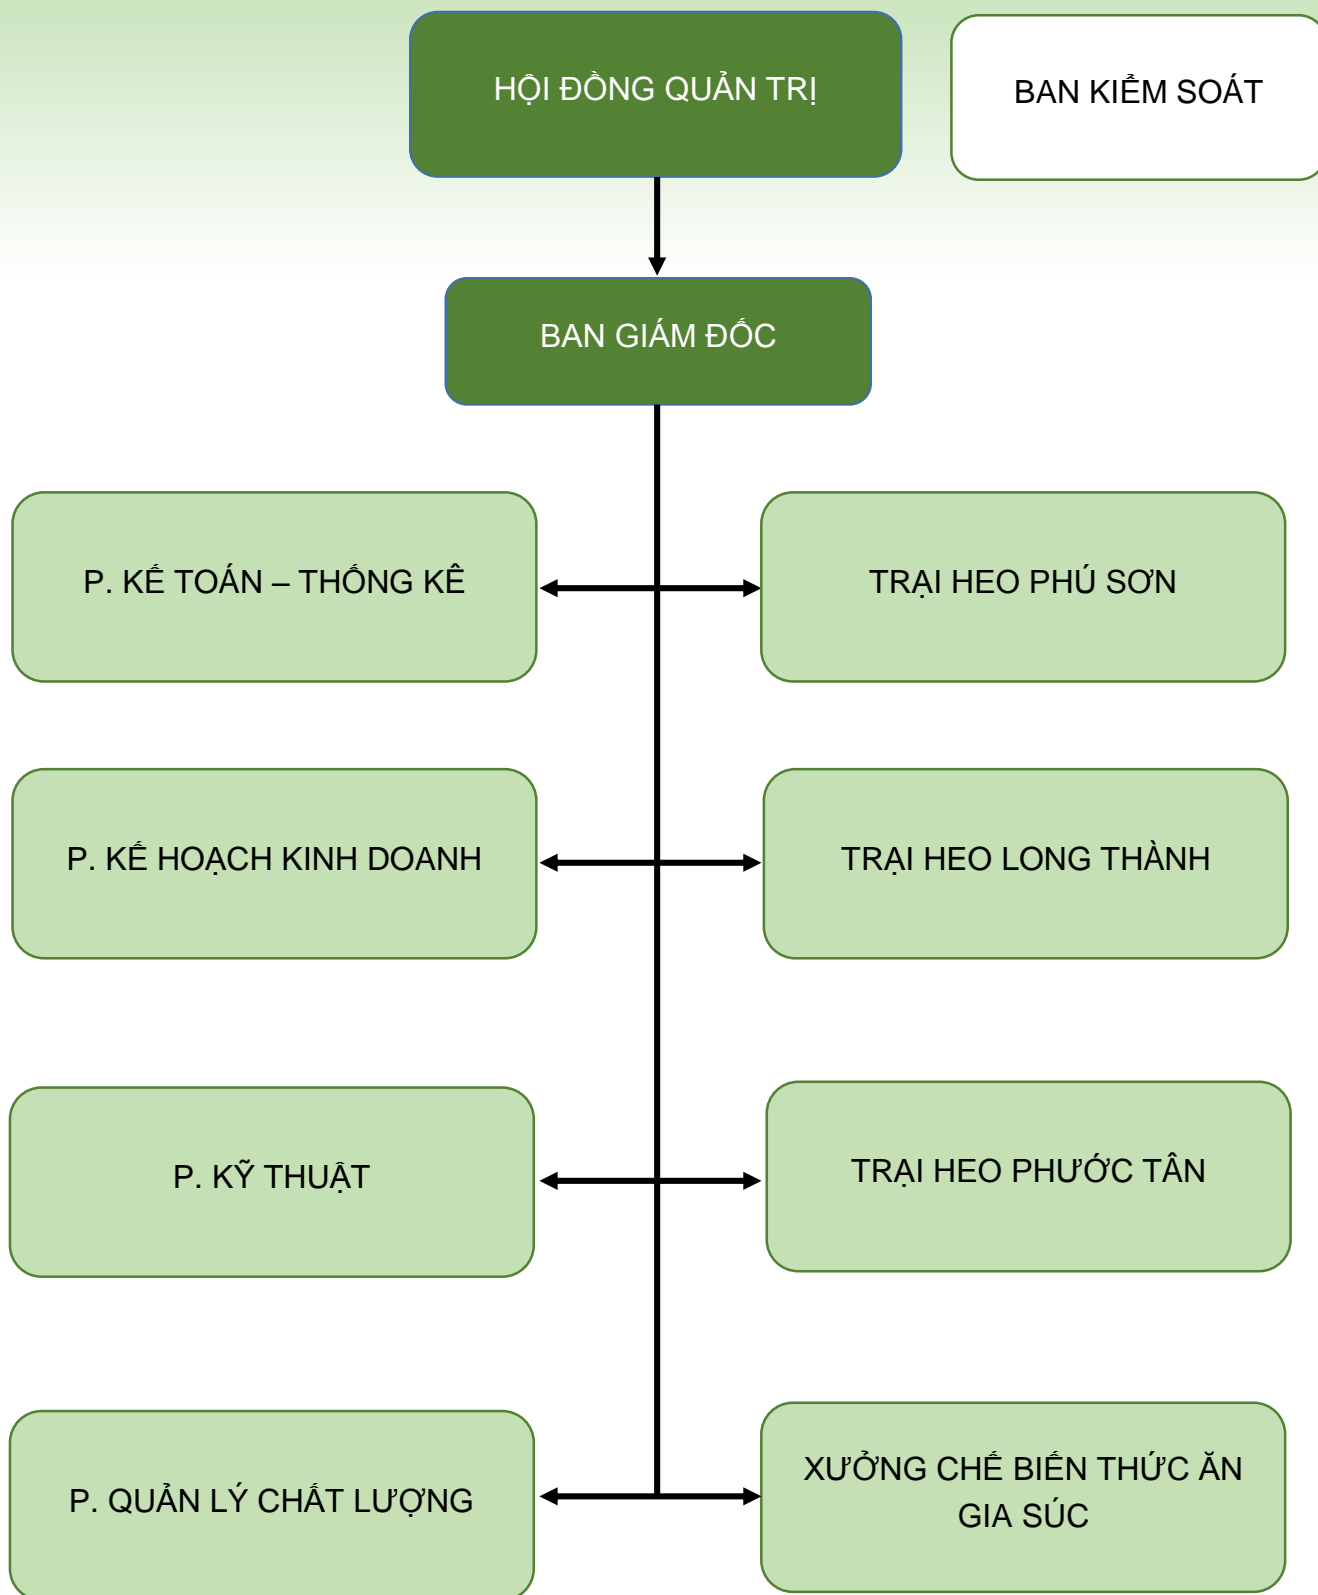 HỘI ĐỒNG QUẢN TRỊ
BAN KIỂM SOÁT
BAN GIÁM ĐỐC
P. KẾ TOÁN – THỐNG KÊ
TRẠI HEO PHÚ SƠN
P. KẾ HOẠCH KINH DOANH
TRẠI HEO LONG THÀNH
P. KỸ THUẬT
TRẠI HEO PHƯỚC TÂN
P. QUẢN LÝ CHẤT LƯỢNG
XƯỞNG CHẾ BIẾN THỨC ĂN
GIA SÚC